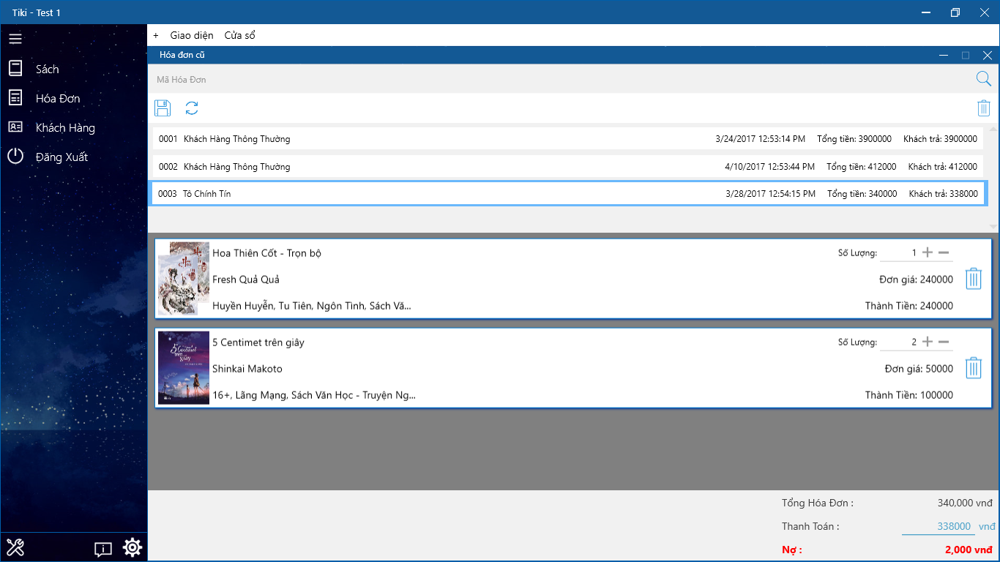 Tiki - Test 1
+ Giao diện Cửa sổ
Hóa đơn cũ
Sách
Hóa Đơn
Khách Hàng
Đăng Xuất
Mã Hóa Đơn
0001 Khách Hàng Thông Thường 3/24/2017 12:53:14 PM Tổng tiền: 3900000 Khách trả: 3900000
0002 Khách Hàng Thông Thường 4/10/2017 12:53:44 PM Tổng tiền: 412000 Khách trả: 412000
0003 Tô Chính Tín 3/28/2017 12:54:15 PM Tổng tiền: 340000 Khách trả: 338000
Hoa Thiên Cốt - Trọn bộ Số Lượng: 1
Fresh Quả Quả Đơn giá: 240000
Huyền Huyễn, Tu Tiên, Ngôn Tình, Sách Vă... Thành Tiền: 240000
5 Centimet trên giây
5 Centimet trên giây Số Lượng: 2
Shinkai Makoto Đơn giá: 50000
16+, Lãng Mạng, Sách Văn Học - Truyện Ng... Thành Tiền: 100000
Tổng Hóa Đơn : 340,000 vnđ
Thanh Toán : 338000 vnđ
Nợ : 2,000 vnđ